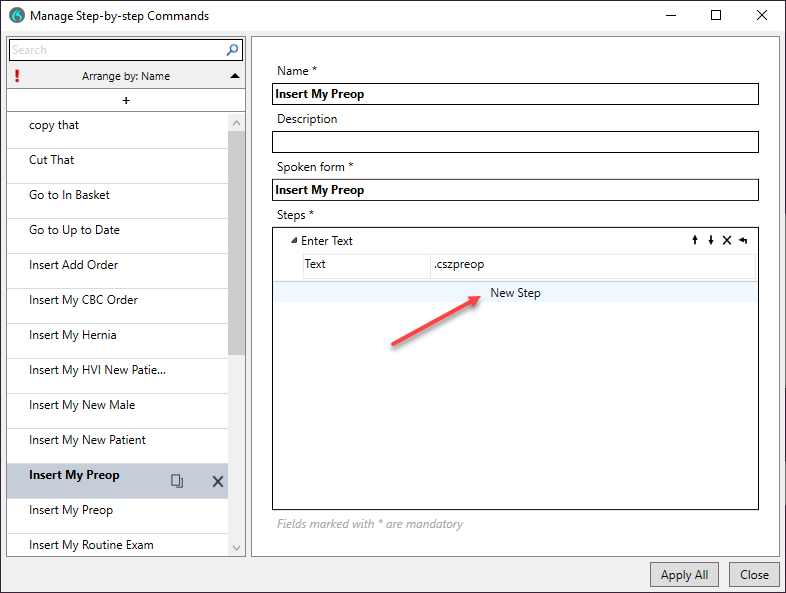 Manage Step-by-step Commands
Search
Arrange by: Name
+
copy that
Cut That
Go to In Basket
Go to Up to Date
Insert Add Order
Insert My CBC Order
Insert My Hernia
Insert My HVI New Patie...
Insert My New Male
Insert My New Patient
Insert My Preop
Insert My Preop
Insert My Routine Exam
Name *
Insert My Preop
Description
Spoken form *
Insert My Preop
Steps *
Enter Text
Text .cszpreop
New Step
Fields marked with * are mandatory
Apply All Close